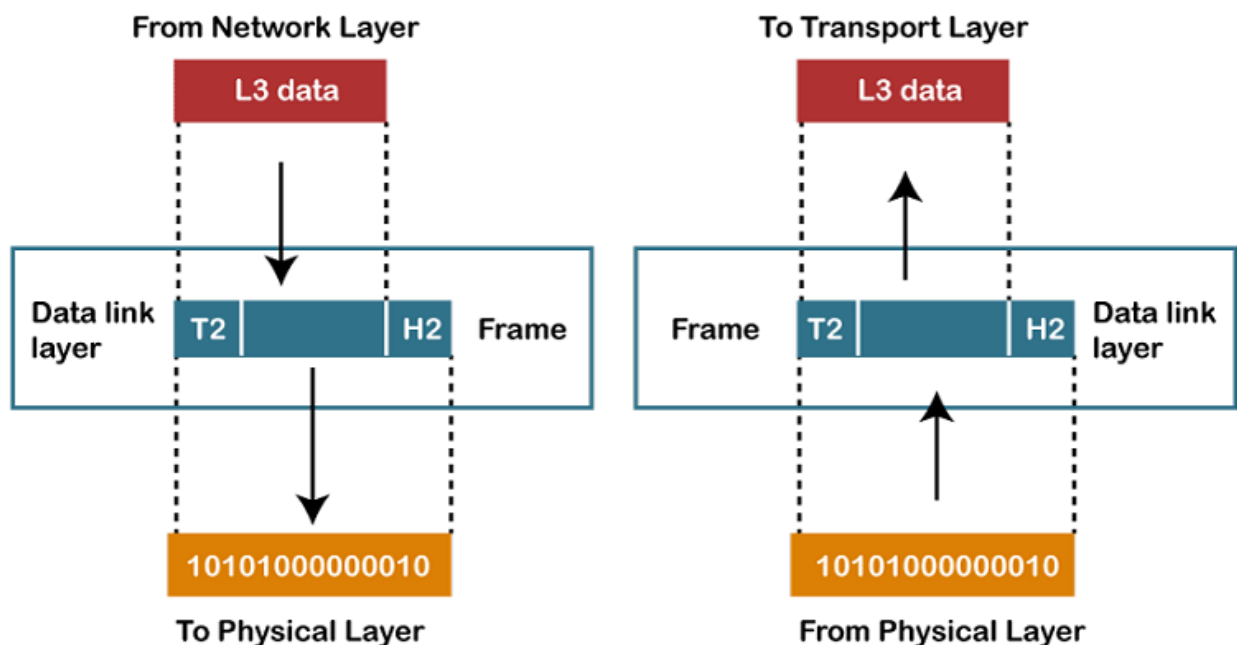 From Network Layer
L3 data
Data link
layer
T2
H2
Frame
10101000000010
To Physical Layer
To Transport Layer
L3 data
Frame
T2
H2
Data link
layer
10101000000010
From Physical Layer